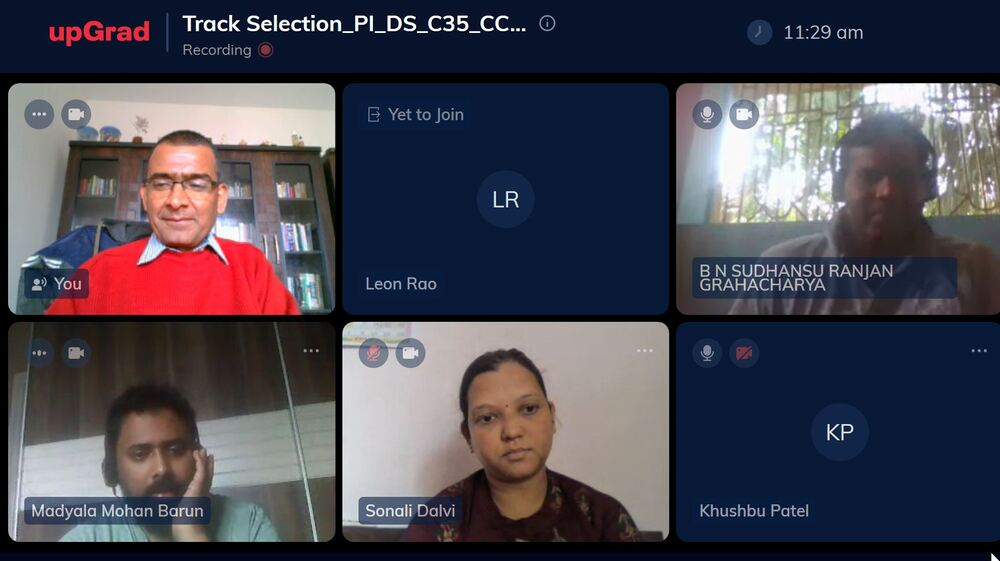 upGrad
Track Selection_PI_DS_C35_CC...
Recording
11:29 am
Yet to Join
LR
You
Leon Rao
B N SUDHANSU RANJAN
GRAHACHARYA
Madyala Mohan Barun
Sonali Dalvi
KP
Khushbu Patel